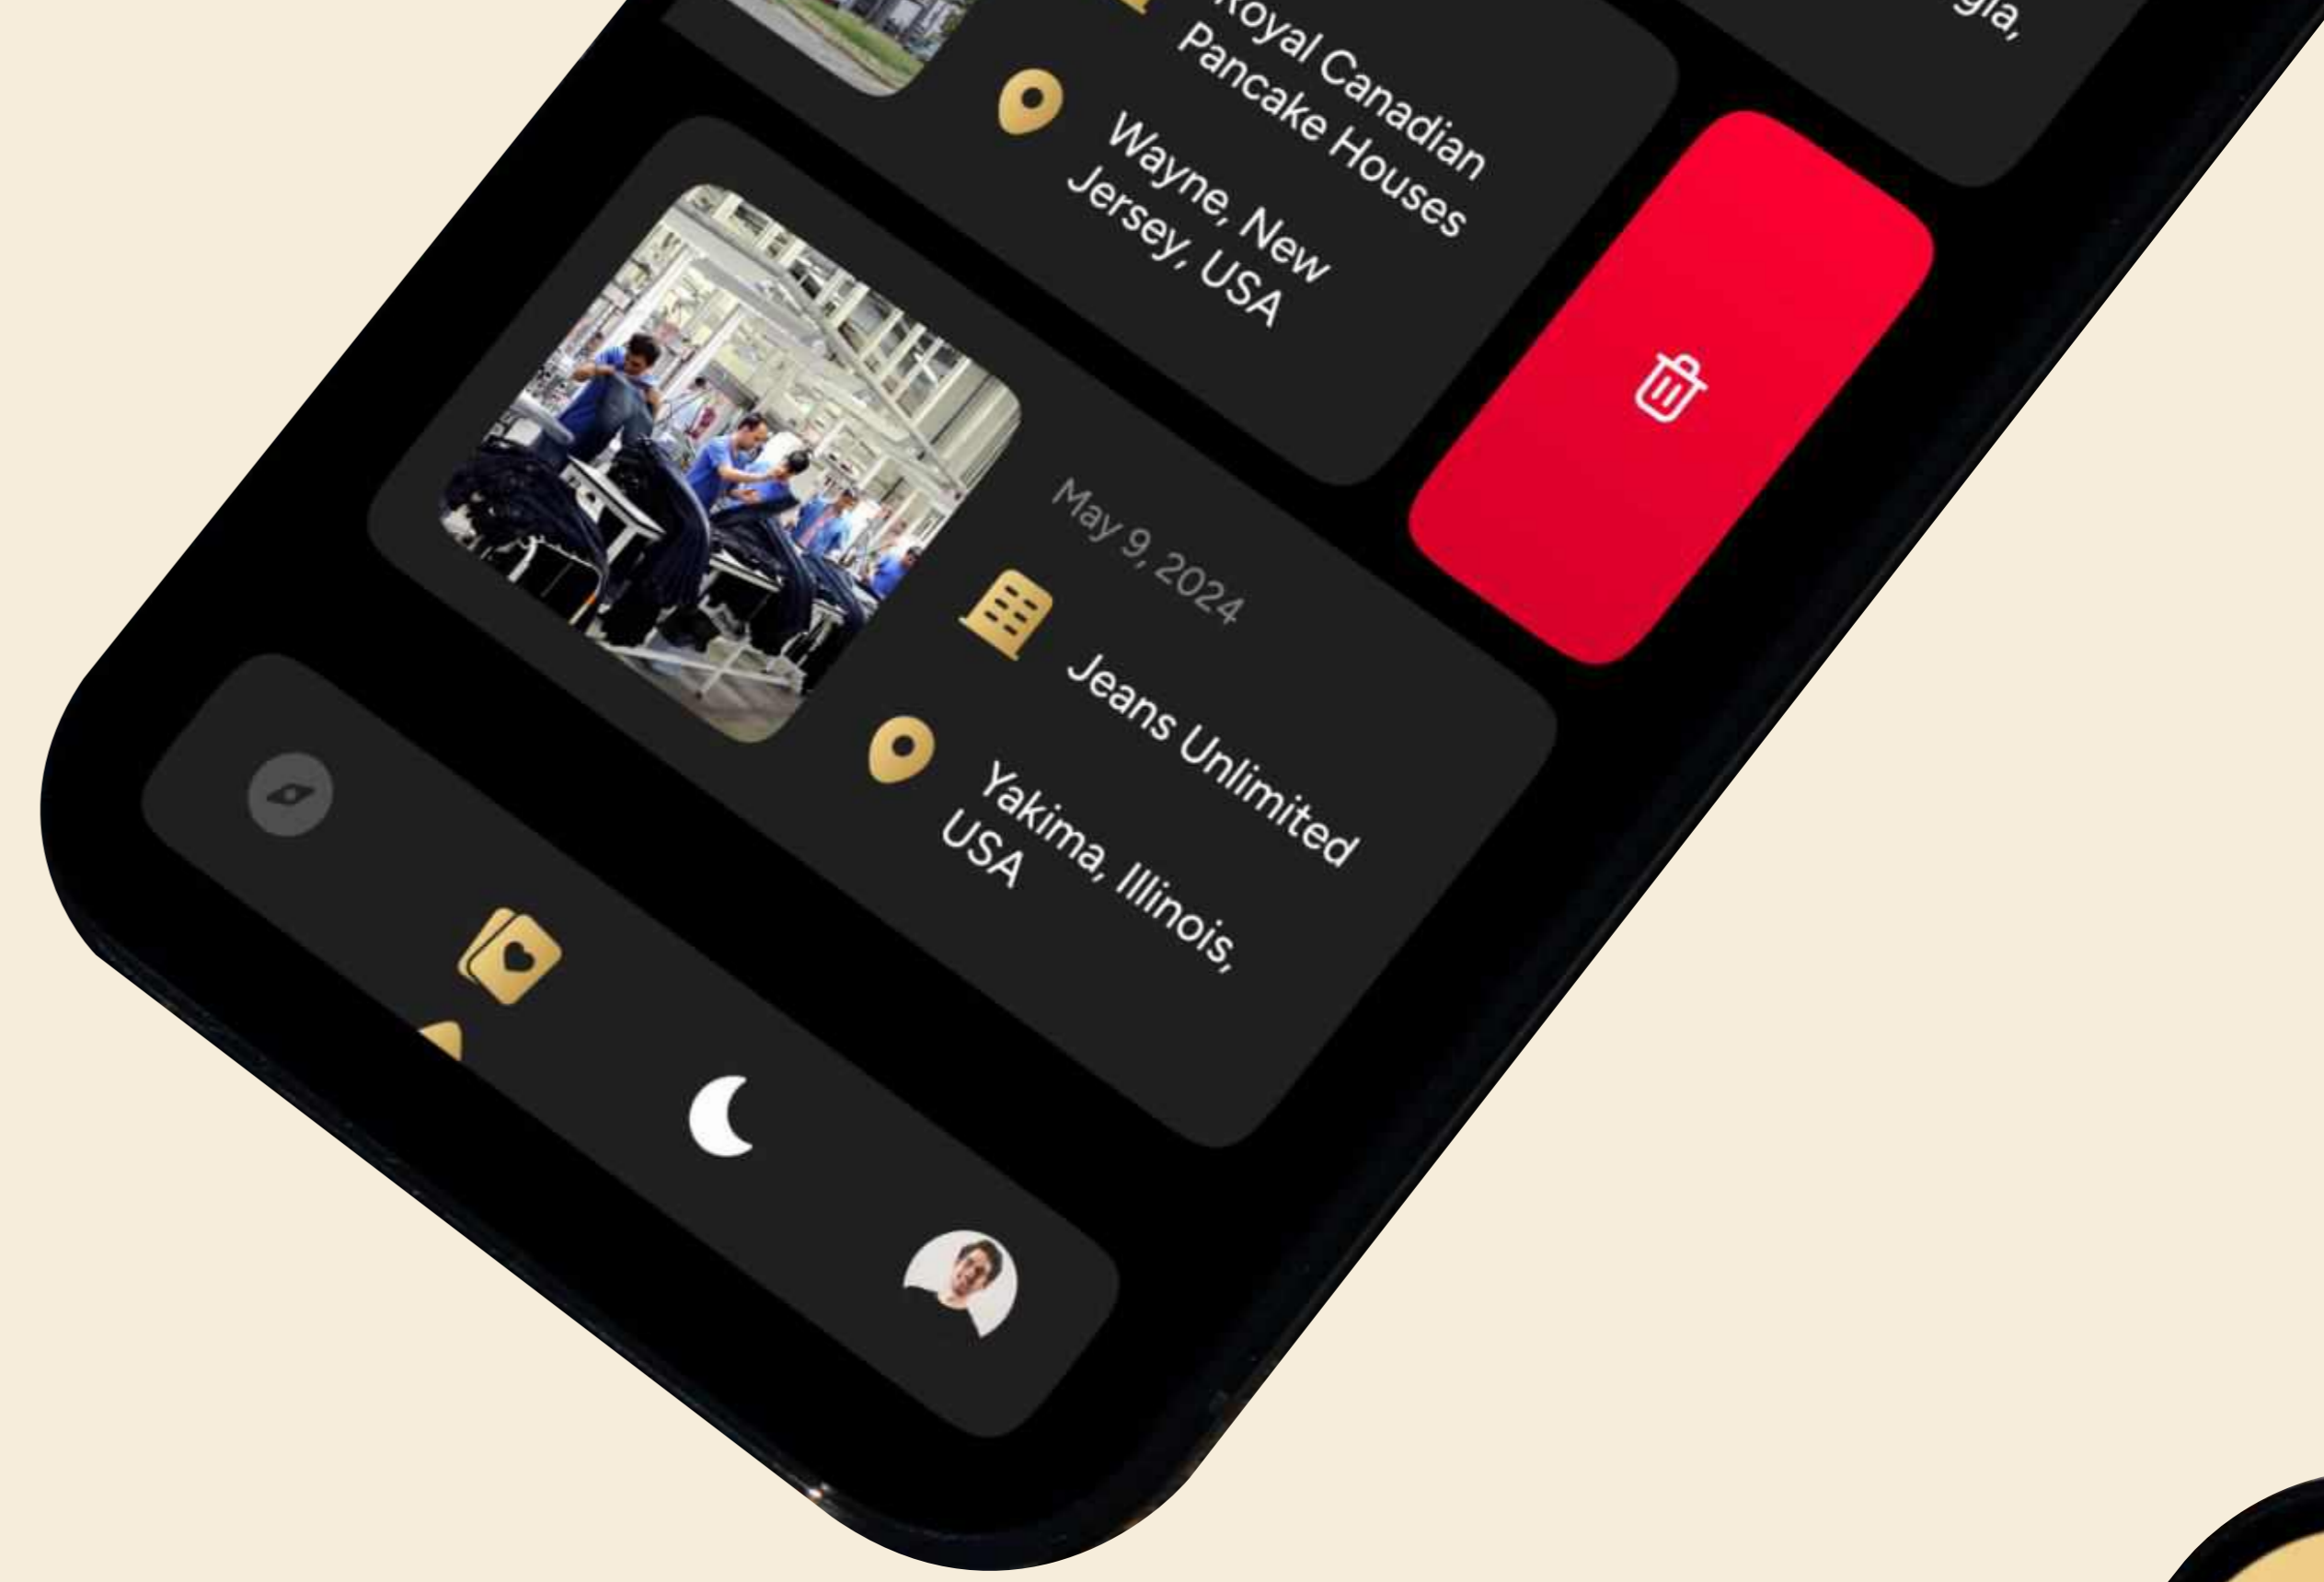 Royal Canadian
Pancake Houses
Wayne, New
Jersey, USA
May 9, 2024
Jeans Unlimited
Yakima, Illinois,
USA